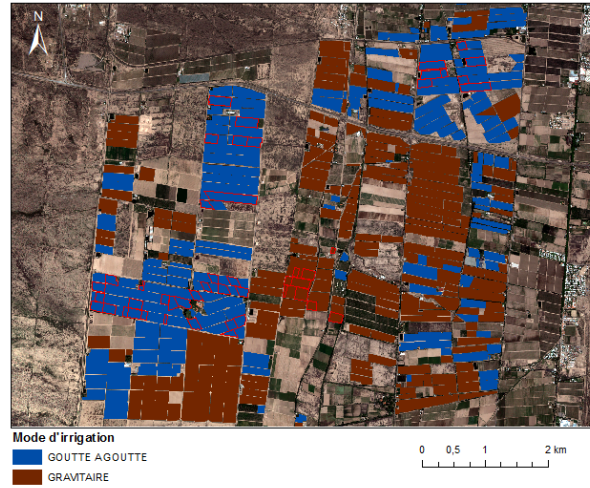 N
Mode d'irrigation
GOUTTE AGOUTTE
GRAVITAIRE
0 0,5 1 2 km